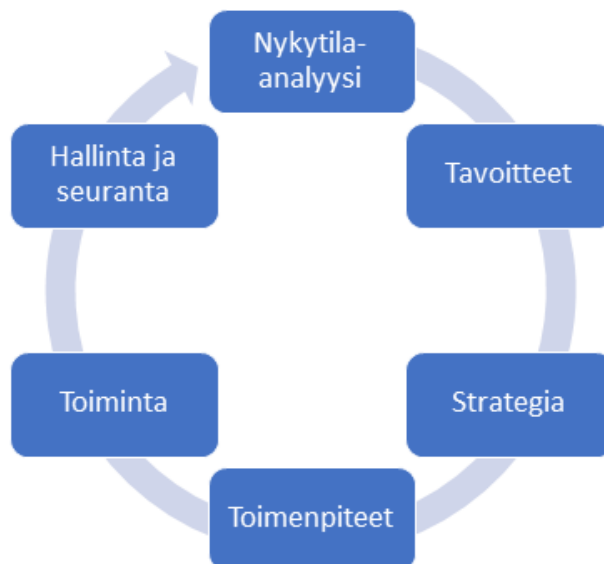 Nykytila-
analyysi
Tavoitteet
Strategia
Toimenpiteet
Toiminta
Hallinta ja
seuranta